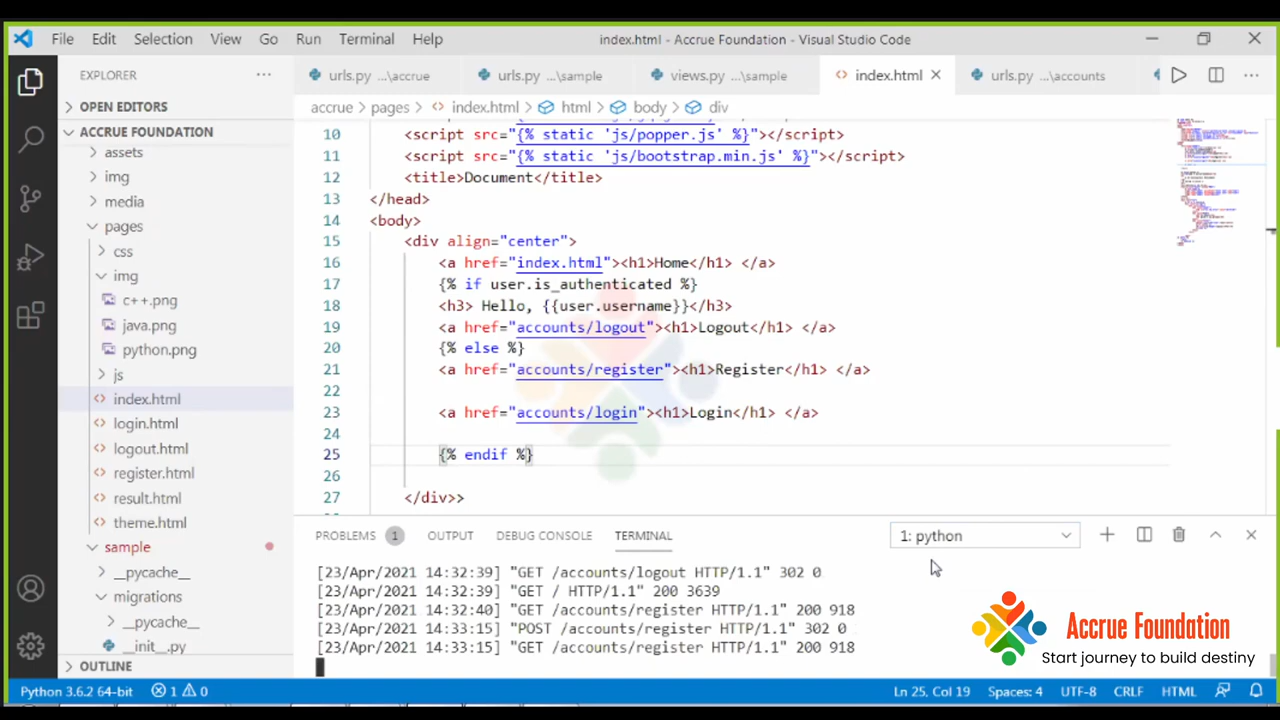 File Edit Selection View Go Run Terminal Help index.html - Accrue Foundation - Visual Studio Code
EXPLORER ...
urls.py ...\accrue urls.py ...\sample views.py ...\sample index.html urls.py ...\accounts
OPEN EDITORS
accrue > pages > index.html > html > body > div
ACCRUE FOUNDATION
assets
img
media
pages
css
img
c++.png
java.png
python.png
js
index.html
login.html
logout.html
register.html
result.html
theme.html
sample
__pycache__
migrations
__pycache__
__init__.py
OUTLINE
10 <script src="{% static 'js/popper.js' %}"></script>
11 <script src="{% static 'js/bootstrap.min.js' %}"></script>
12 <title>Document</title>
13 </head>
14 <body>
15 <div align="center">
16 <a href="index.html"><h1>Home</h1> </a>
17 {% if user.is_authenticated %}
18 <h3> Hello, {{user.username}}</h3>
19 <a href="accounts/logout"><h1>Logout</h1> </a>
20 {% else %}
21 <a href="accounts/register"><h1>Register</h1> </a>
22
23 <a href="accounts/login"><h1>Login</h1> </a>
24
25 {% endif %}
26
27 </div>>
PROBLEMS 1 OUTPUT DEBUG CONSOLE TERMINAL 1: python
[23/Apr/2021 14:32:39] "GET /accounts/logout HTTP/1.1" 302 0
[23/Apr/2021 14:32:39] "GET / HTTP/1.1" 200 3639
[23/Apr/2021 14:32:40] "GET /accounts/register HTTP/1.1" 200 918
[23/Apr/2021 14:33:15] "POST /accounts/register HTTP/1.1" 302 0
[23/Apr/2021 14:33:15] "GET /accounts/register HTTP/1.1" 200 918
Accrue Foundation
Start journey to build destiny
Python 3.6.2 64-bit 1 0 Ln 25, Col 19 Spaces: 4 UTF-8 CRLF HTML